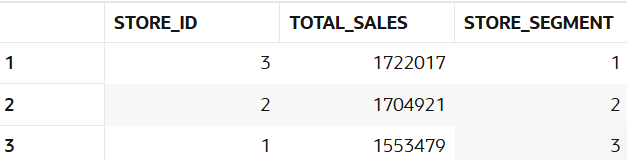 STORE_ID TOTAL_SALES STORE_SEGMENT
1 3 1722017 1
2 2 1704921 2
3 1 1553479 3